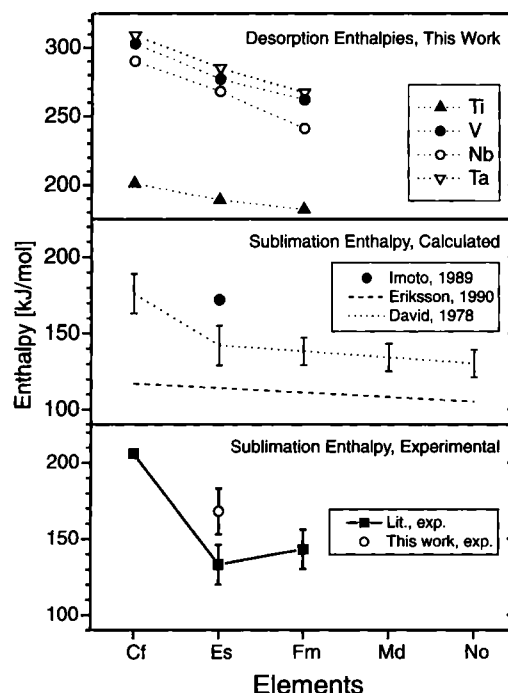 Desorption Enthalpies, This Work
300
250
200
Ti
V
Nb
Ta
Sublimation Enthalpy, Calculated
200
150
100
Imoto, 1989
Eriksson, 1990
David, 1978
Enthalpy [kJ/mol]
Sublimation Enthalpy, Experimental
200
150
100
Lit., exp.
This work, exp.
Cf Es Fm Md No
Elements